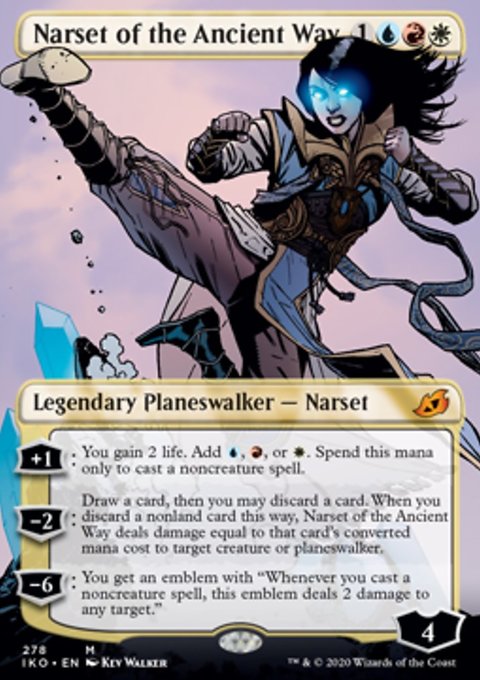 Narset of the Ancient Way 1
Legendary Planeswalker — Narset
+1: You gain 2 life. Add , , or . Spend this mana
only to cast a noncreature spell.
Draw a card, then you may discard a card. When you
−2: discard a nonland card this way, Narset of the Ancient
Way deals damage equal to that card's converted
mana cost to target creature or planeswalker.
−6: You get an emblem with “Whenever you cast a
noncreature spell, this emblem deals 2 damage to
any target.”
4
278 M
IKO • EN Kev Walker
™ & © 2020 Wizards of the Coast